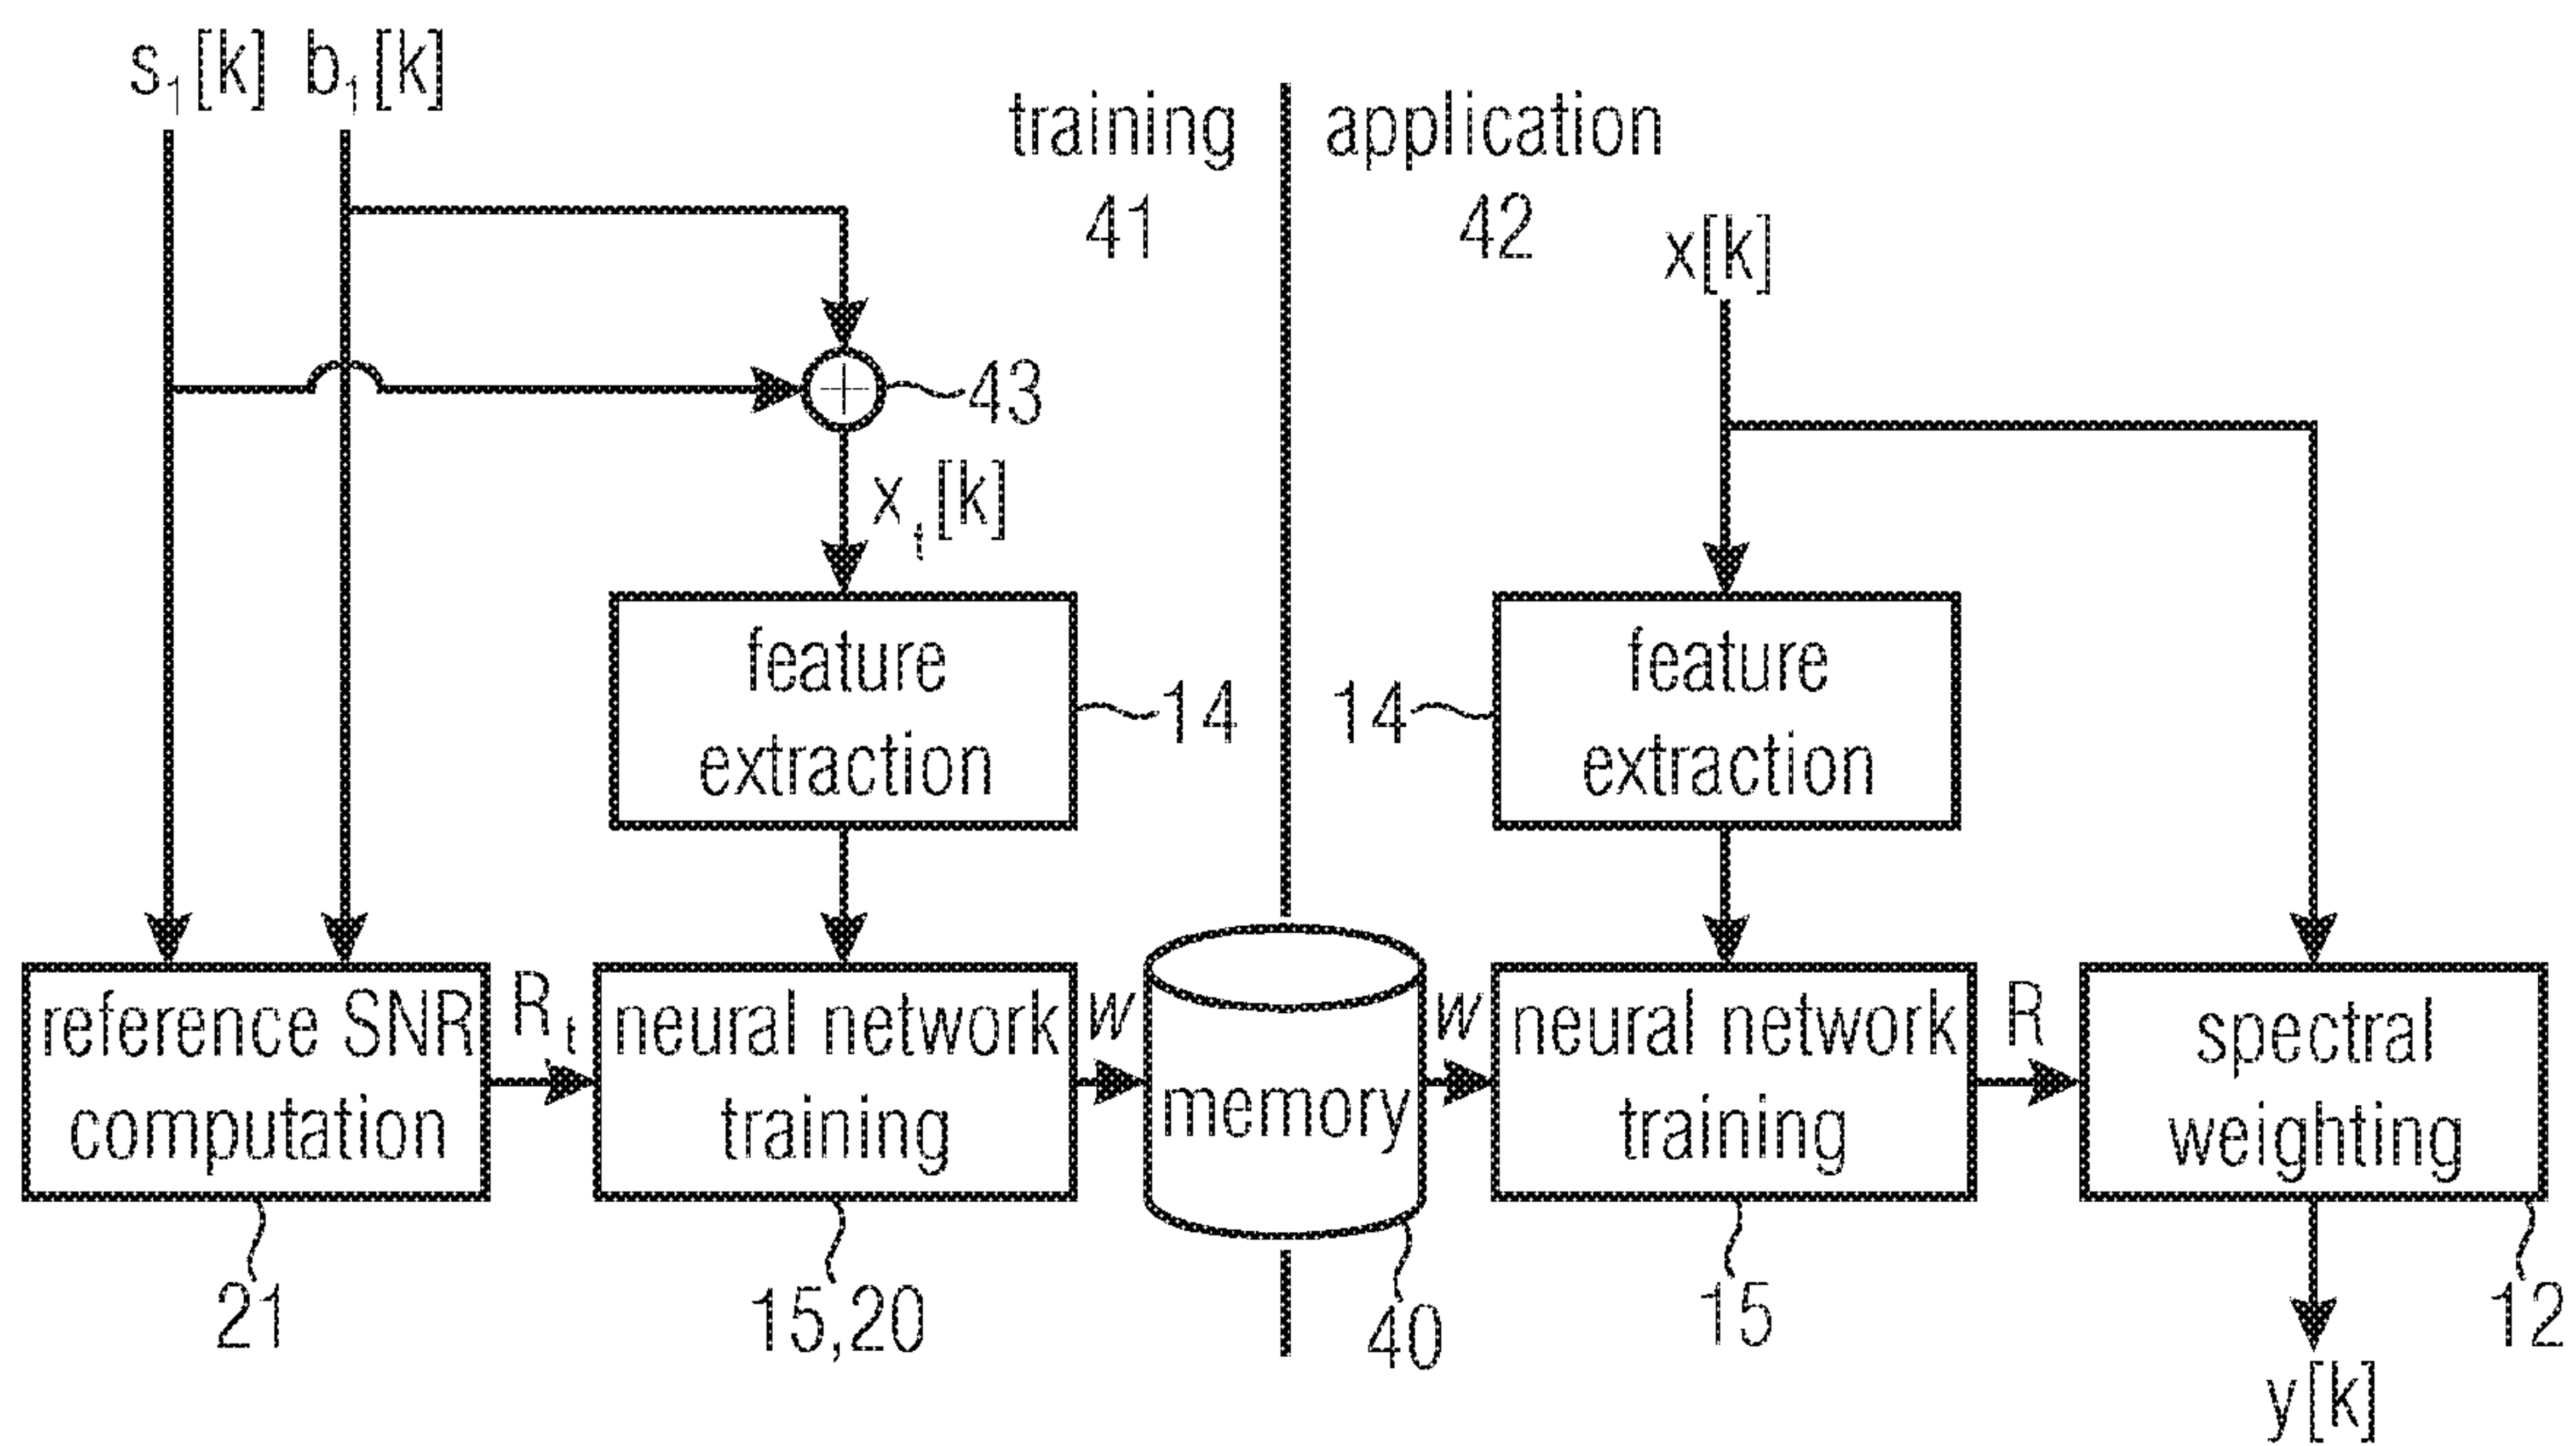 s₁[k] b₁[k]
training
41
application
42
x[k]
43
xₜ[k]
feature
extraction
14
14
feature
extraction
reference SNR
computation
Rₜ
neural network
training
w
memory
w
neural network
training
R
spectral
weighting
21
15,20
40
15
12
y[k]